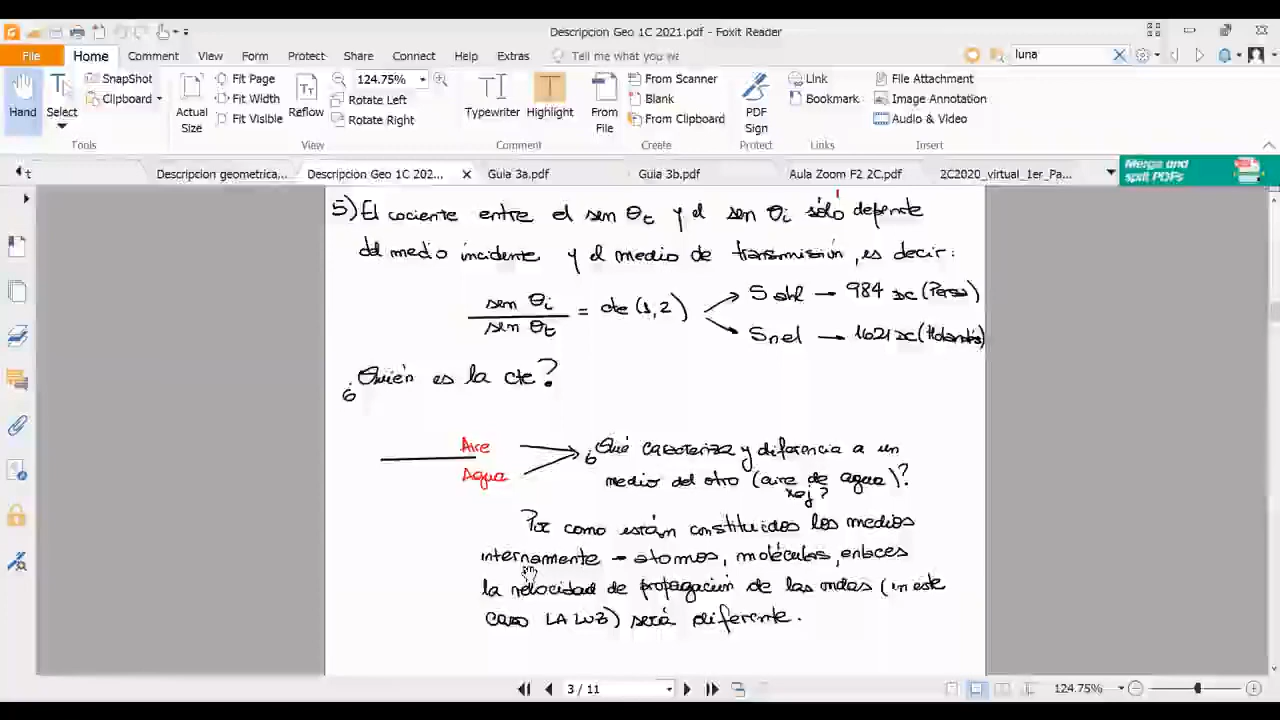 Descripcion Geo 1C 2021.pdf - Foxit Reader
File Home Comment View Form Protect Share Connect Help Extras Tell me what you wa luna
Hand Select SnapShot Clipboard Actual Size Fit Page Fit Width Fit Visible Reflow 124.75% Rotate Left Rotate Right Typewriter Highlight From File From Scanner Blank From Clipboard PDF Sign Link Bookmark File Attachment Image Annotation Audio & Video
Tools View Comment Create Protect Insert
t Descripcion geometrica,... Descripcion Geo 1C 202... Guia 3a.pdf Guia 3b.pdf Aula Zoom F2 2C.pdf 2C2020_virtual_1er_Pa... Merge and split PDFs
5) El cociente entre el sen θt y el sen θi sólo depende
del medio incidente y el medio de transmisión, es decir:
sen θi / sen θt = cte (1,2)
Sahl → 984 DC (Persa)
Snel → 1621 DC (Holandés)
¿Quién es la cte?
Aire
Agua
¿Qué caracteriza y diferencia a un
medio del otro (aire de agua)?
x ej?
Por como están constituidos los medios
internamente - atomos, moléculas, enlaces
la velocidad de propagación de las ondas (en este
caso LA LUZ) será diferente.
3 / 11 124.75%